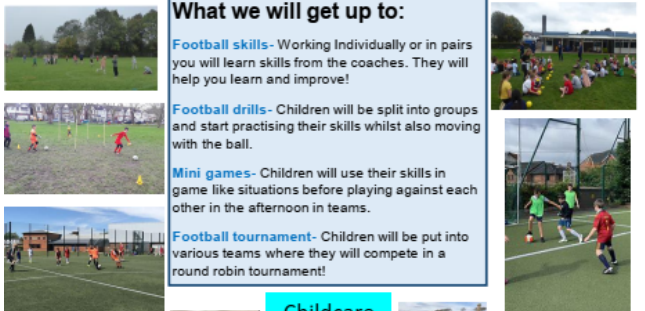 What we will get up to:
Football skills- Working Individually or in pairs
you will learn skills from the coaches. They will
help you learn and improve!
Football drills- Children will be split into groups
and start practising their skills whilst also moving
with the ball.
Mini games- Children will use their skills in
game like situations before playing against each
other in the afternoon in teams.
Football tournament- Children will be put into
various teams where they will compete in a
round robin tournament!
Childcare